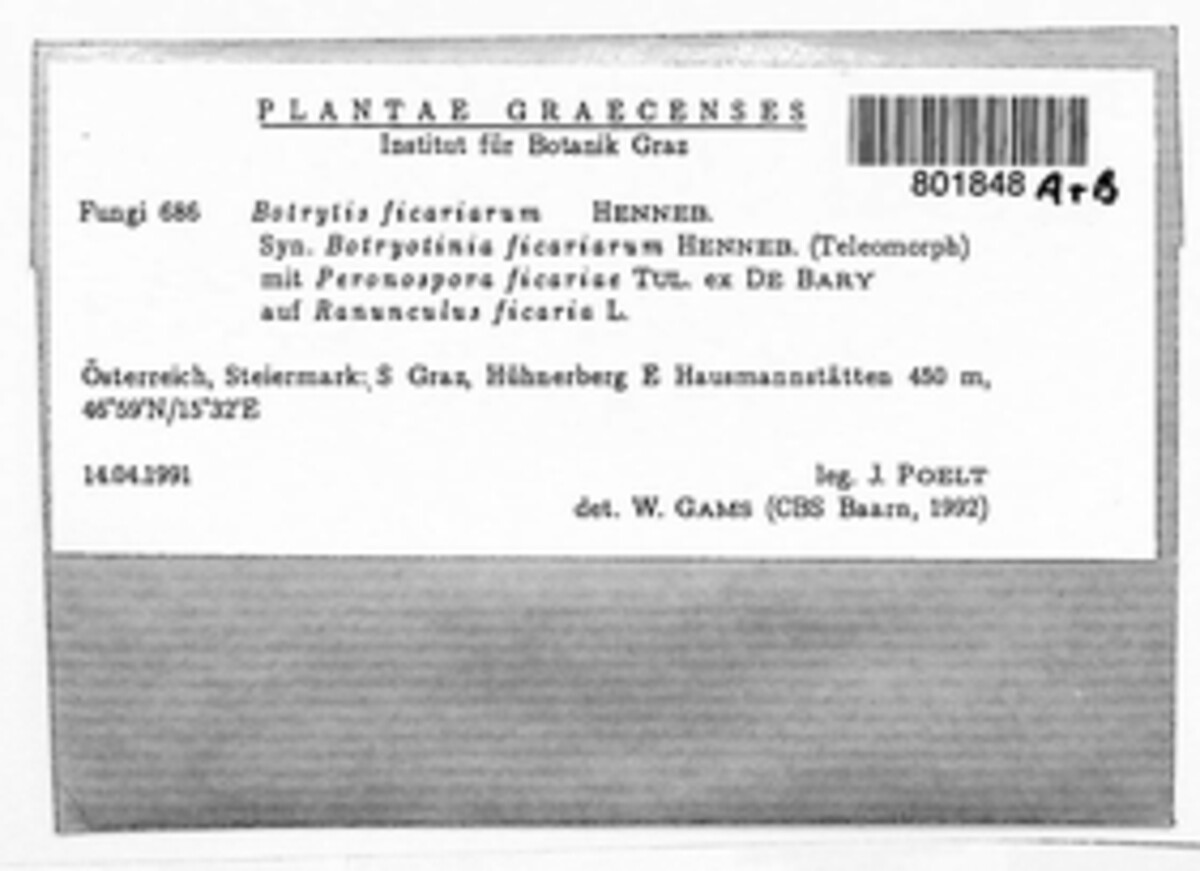 PLANTAE GRAECENSES
Institut für Botanik Graz
801848 A+B
Fungi 686 Botrytis ficariarum HENNEB.
Syn. Botryotinia ficariarum HENNEB. (Teleomorph)
mit Peronospora ficariae TUL. ex DE BARY
auf Ranunculus ficaria L.
Österreich, Steiermark: S Graz, Hühnerberg E Hausmannstätten 450 m,
46°59'N/15°32'E
14.04.1991
leg. J. POELT
det. W. GAMS (CBS Baarn, 1992)